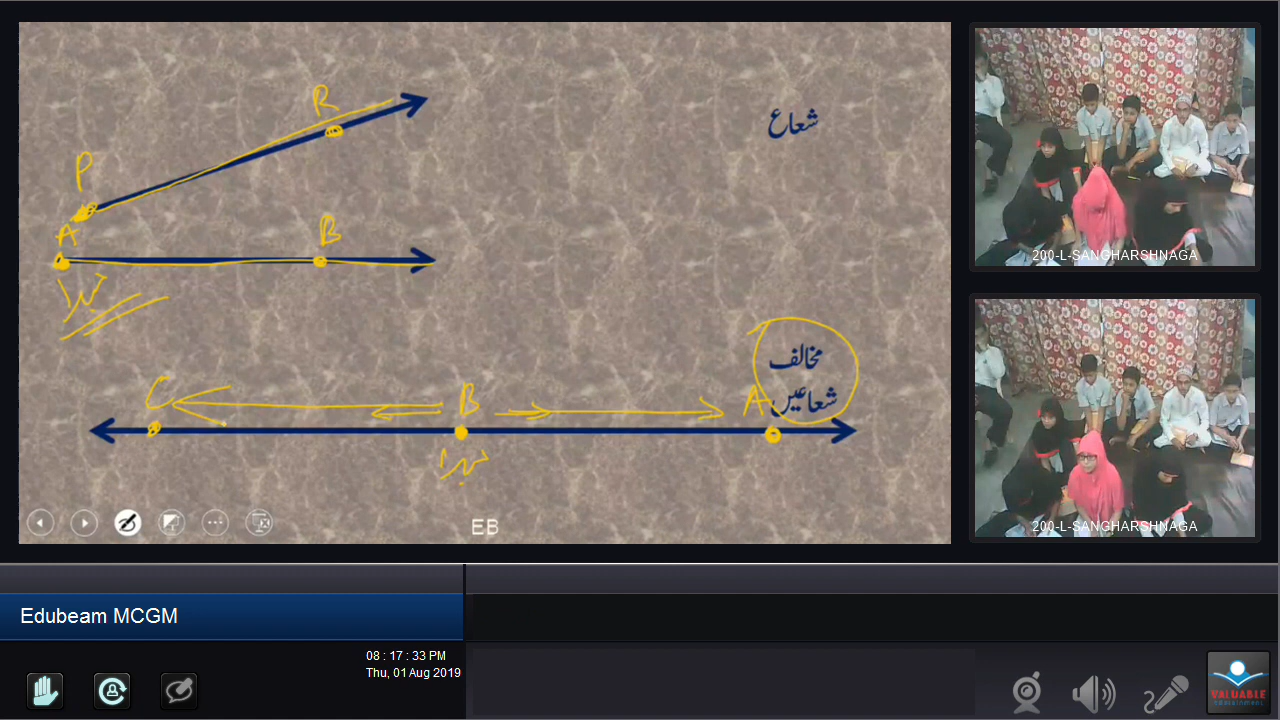 R
شعاع
P
A
B
مخالف
شعاعیں
C
B
A
EB
200-L-SANGHARSHNAGA
200-L-SANGHARSHNAGA
Edubeam MCGM
08 : 17 : 33 PM
Thu, 01 Aug 2019
VALUABLE